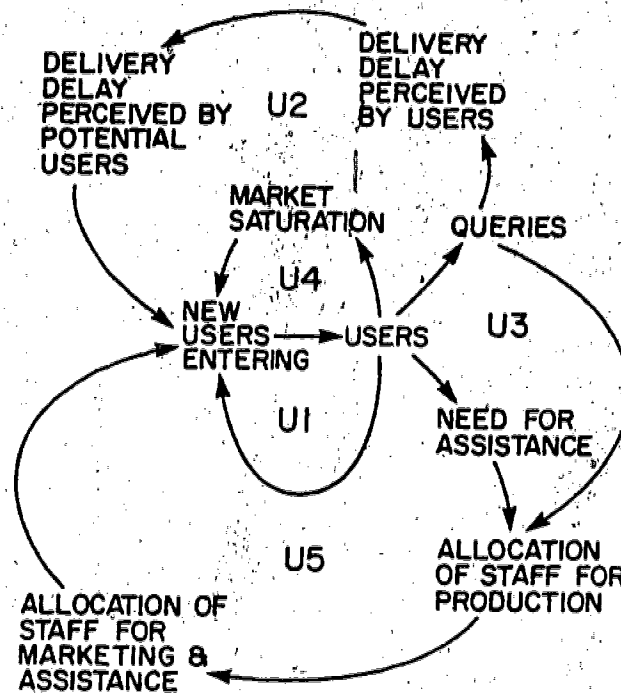 DELIVERY
DELAY
PERCEIVED BY
POTENTIAL
USERS
DELIVERY
DELAY
PERCEIVED
BY USERS
U2
MARKET
SATURATION
QUERIES
U4
NEW
USERS
ENTERING
USERS
U3
U1
NEED FOR
ASSISTANCE
U5
ALLOCATION
OF STAFF FOR
PRODUCTION
ALLOCATION OF
STAFF FOR
MARKETING &
ASSISTANCE